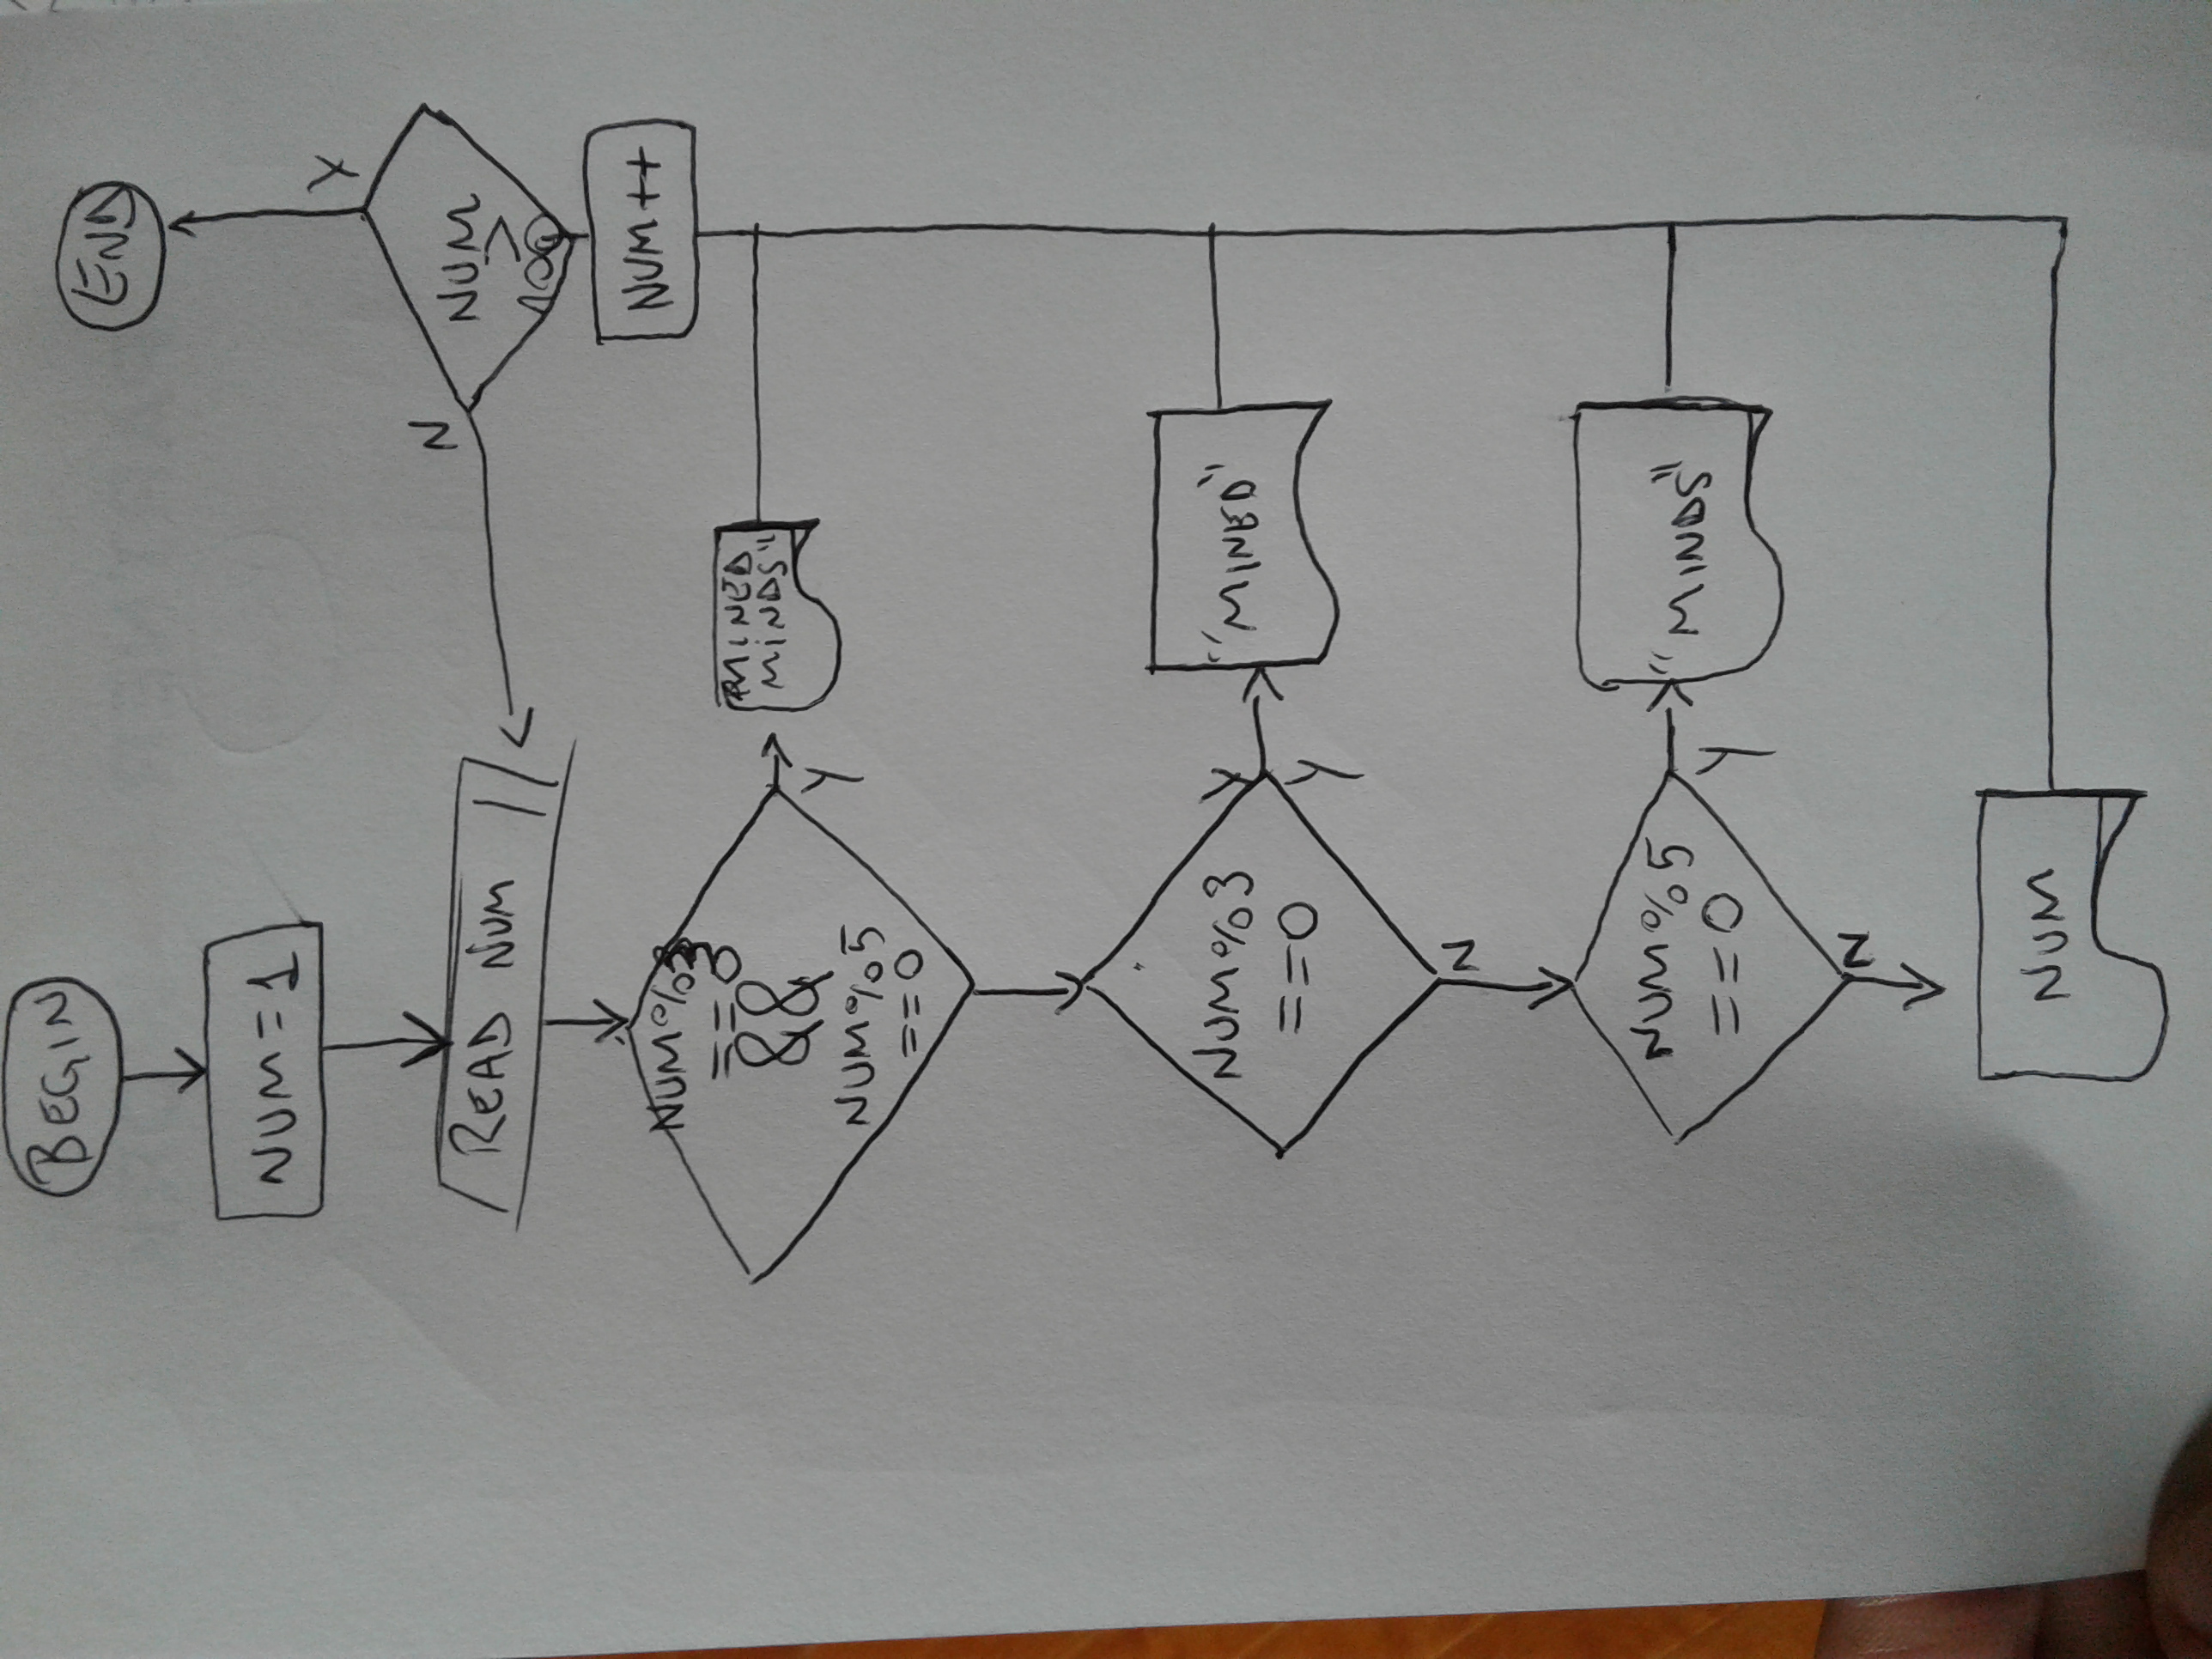 BEGIN
NUM=1
READ NUM
NUM%3
==0
&&
NUM%5
==0
Y
"MINED
MINDS"
NUM%3
==0
Y
Y
"MINED"
N
NUM%5
==0
Y
"MINDS"
N
NUM
NUM++
NUM
>
100
N
Y
END